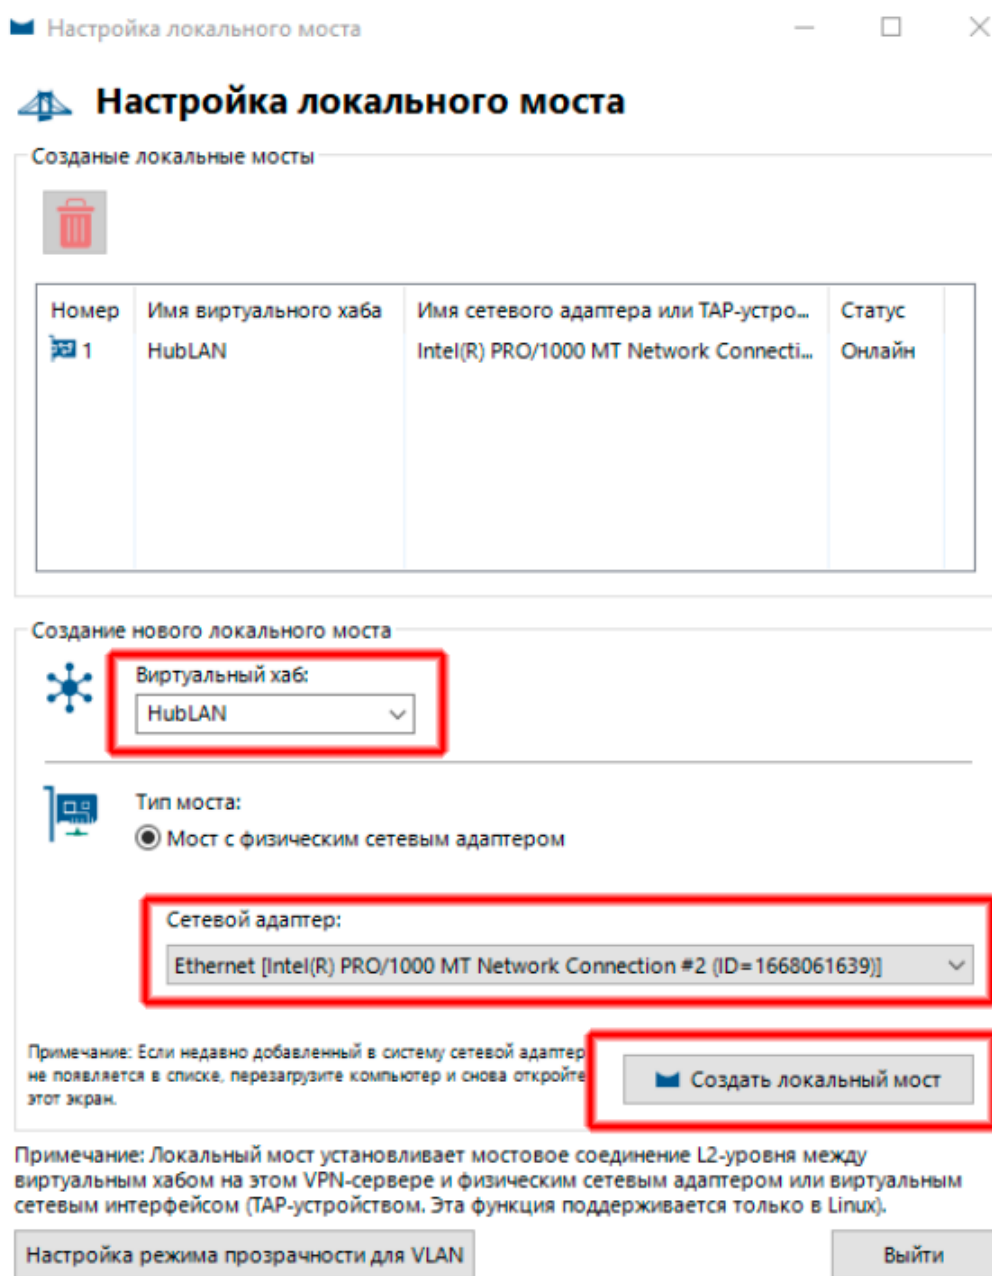 Настройка локального моста
Настройка локального моста
Созданые локальные мосты
Номер Имя виртуального хаба Имя сетевого адаптера или TAP-устро... Статус
1 HubLAN Intel(R) PRO/1000 MT Network Connecti... Онлайн
Создание нового локального моста
Виртуальный хаб:
HubLAN
Тип моста:
Мост с физическим сетевым адаптером
Сетевой адаптер:
Ethernet [Intel(R) PRO/1000 MT Network Connection #2 (ID=1668061639)]
Примечание: Если недавно добавленный в систему сетевой адаптер
не появляется в списке, перезагрузите компьютер и снова откройте
этот экран.
Создать локальный мост
Примечание: Локальный мост устанавливает мостовое соединение L2-уровня между
виртуальным хабом на этом VPN-сервере и физическим сетевым адаптером или виртуальным
сетевым интерфейсом (TAP-устройством. Эта функция поддерживается только в Linux).
Настройка режима прозрачности для VLAN
Выйти